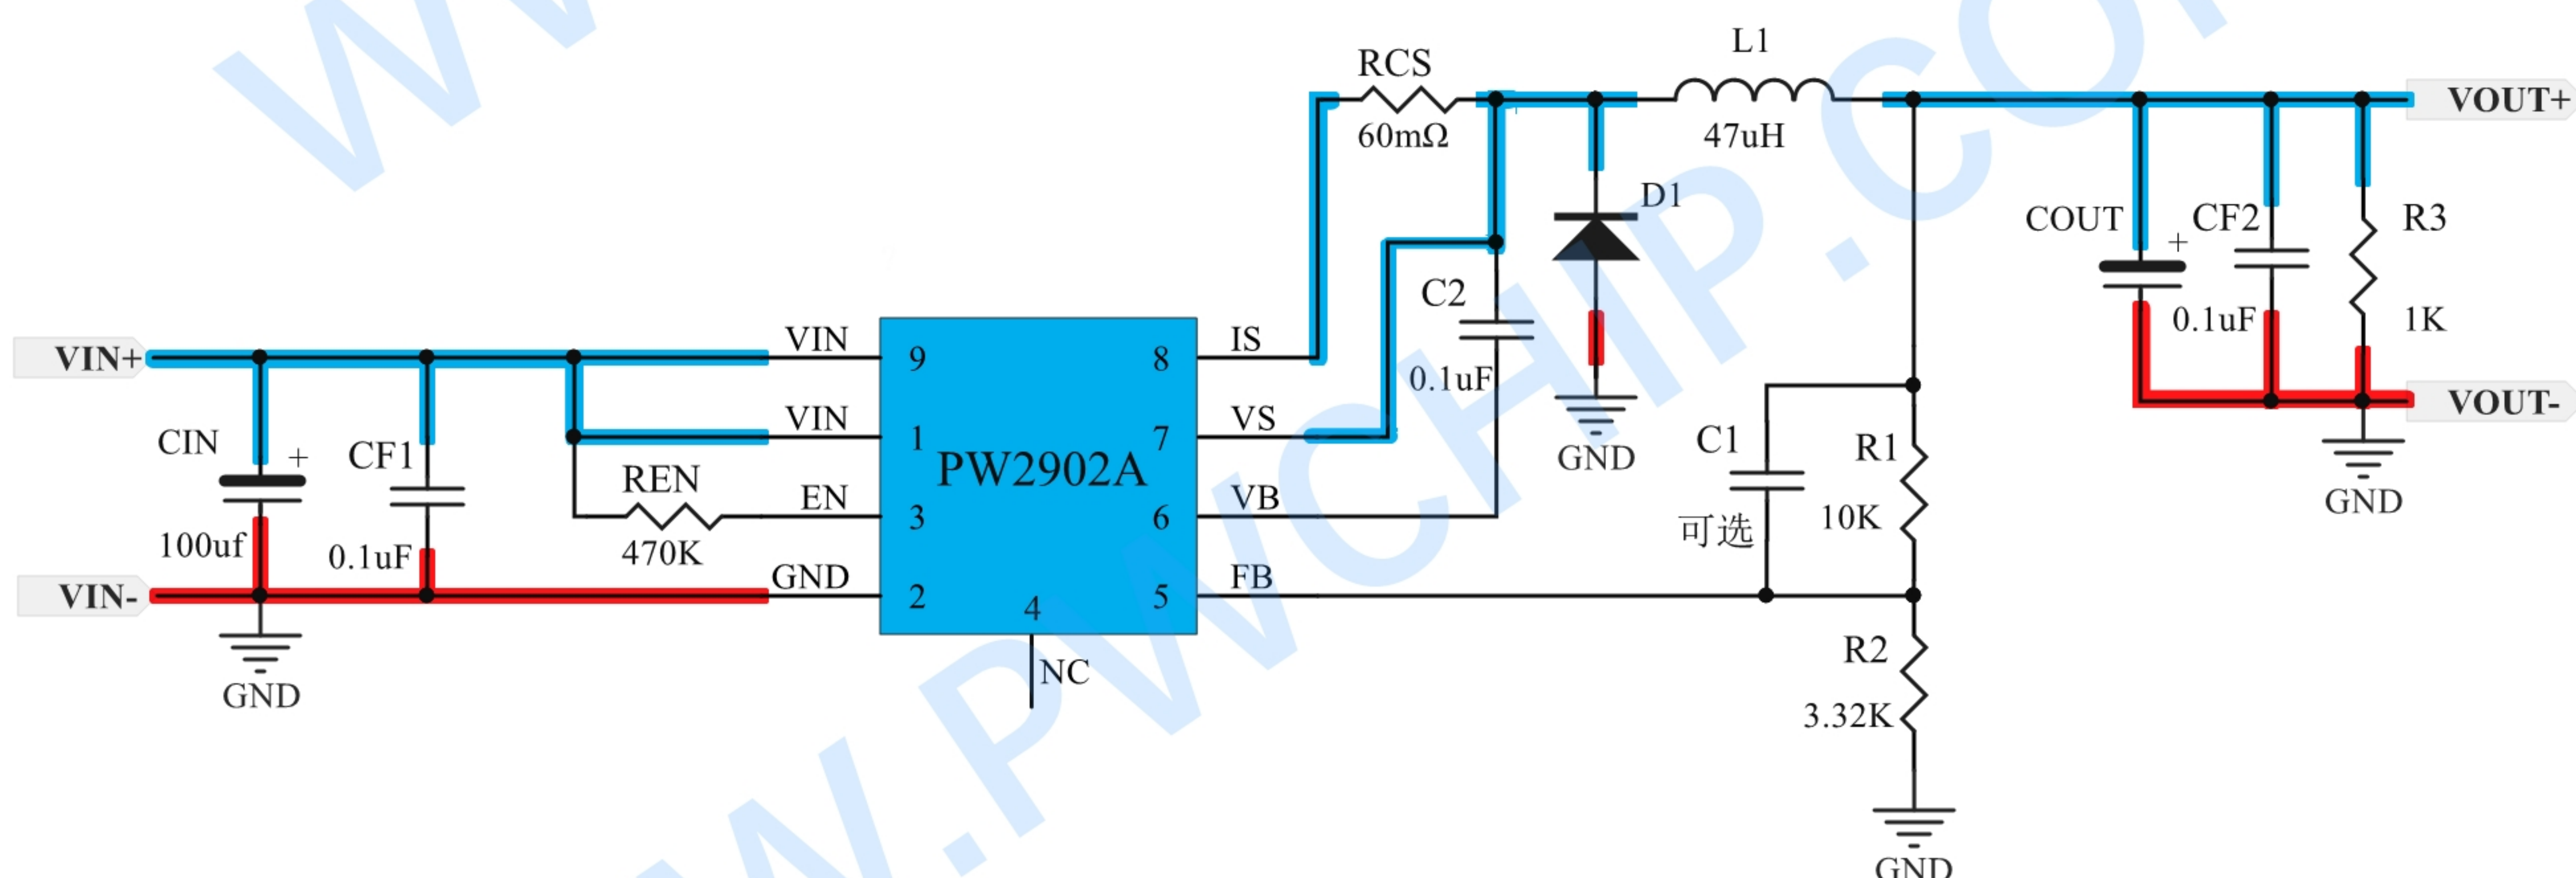 RCS
60mΩ
L1
47uH
VOUT+
D1
COUT
+
CF2
0.1uF
R3
1K
VOUT-
GND
C2
0.1uF
GND
VIN+
VIN
9
8
IS
VIN
1
7
VS
PW2902A
CIN
+
100uf
CF1
0.1uF
REN
470K
EN
3
6
VB
VIN-
GND
2
4
5
FB
NC
GND
C1
可选
R1
10K
R2
3.32K
GND
W.PWCHIP.CO